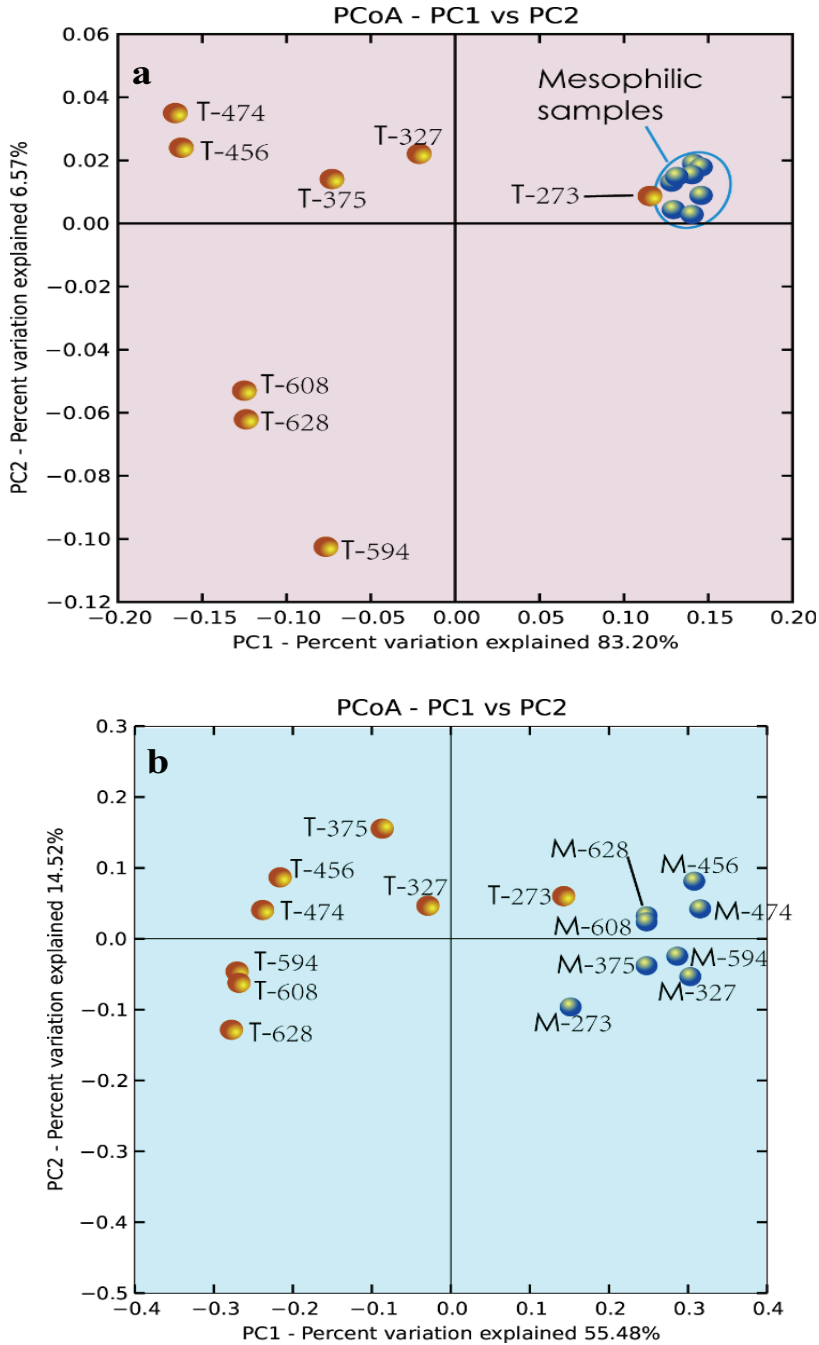 PCoA - PC1 vs PC2
a
Mesophilic
samples
T-474
T-456
T-327
T-375
T-273
T-608
T-628
T-594
0.06
0.04
0.02
0.00
−0.02
−0.04
−0.06
−0.08
−0.10
−0.12
PC2 - Percent variation explained 6.57%
−0.20 −0.15 −0.10 −0.05 0.00 0.05 0.10 0.15 0.20
PC1 - Percent variation explained 83.20%
PCoA - PC1 vs PC2
b
T-375
T-456
T-474
T-327
T-273
M-628
M-456
M-474
M-608
T-594
T-608
T-628
M-375
M-594
M-327
M-273
0.3
0.2
0.1
0.0
−0.1
−0.2
−0.3
−0.4
−0.5
PC2 - Percent variation explained 14.52%
−0.4 −0.3 −0.2 −0.1 0.0 0.1 0.2 0.3 0.4
PC1 - Percent variation explained 55.48%